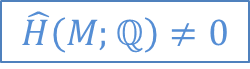 Ĥ(M; ℚ) ≠ 0